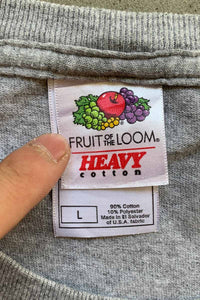 FRUIT OF THE LOOM®
HEAVY
cotton
L
90% Cotton
10% Polyester
Made in El Salvador
of U.S.A. fabric